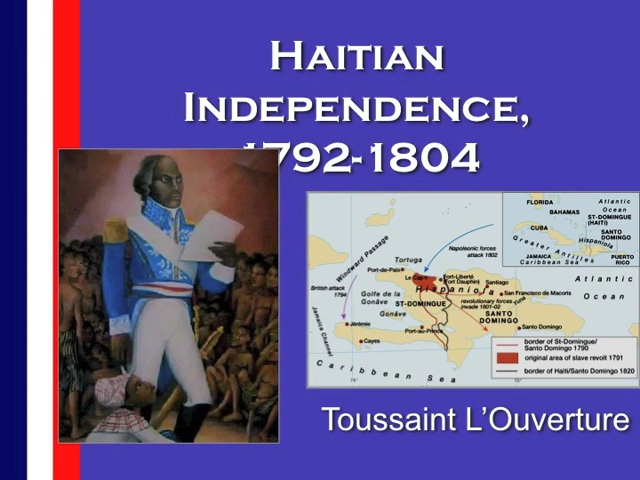 HAITIAN
INDEPENDENCE,
1792-1804
FLORIDA
Atlantic
Ocean
BAHAMAS
ST-DOMINGUE
(HAITI)
CUBA
SANTO
DOMINGO
Greater Antilles
Hispaniola
JAMAICA
PUERTO
RICO
Caribbean Sea
Windward Passage
Tortuga
Napoleonic forces
attack 1802
Port-de-Paix
Le Cap
Fort-Liberté
(Fort Dauphin)
Santiago
Atlantic
Ocean
British attack
1794
Hispaniola
San Francisco de Macoris
Golfe de la
Gonâve
ST-DOMINGUE
revolutionary forces
invade 1801-02
Gonâve
SANTO
DOMINGO
Jamaica Channel
Jérémie
Port-au-Prince
Santo Domingo
Cayes
border of St-Domingue/
Santo Domingo 1790
original area of slave revolt 1791
border of Haiti/Santo Domingo 1820
Caribbean Sea
Toussaint L’Ouverture